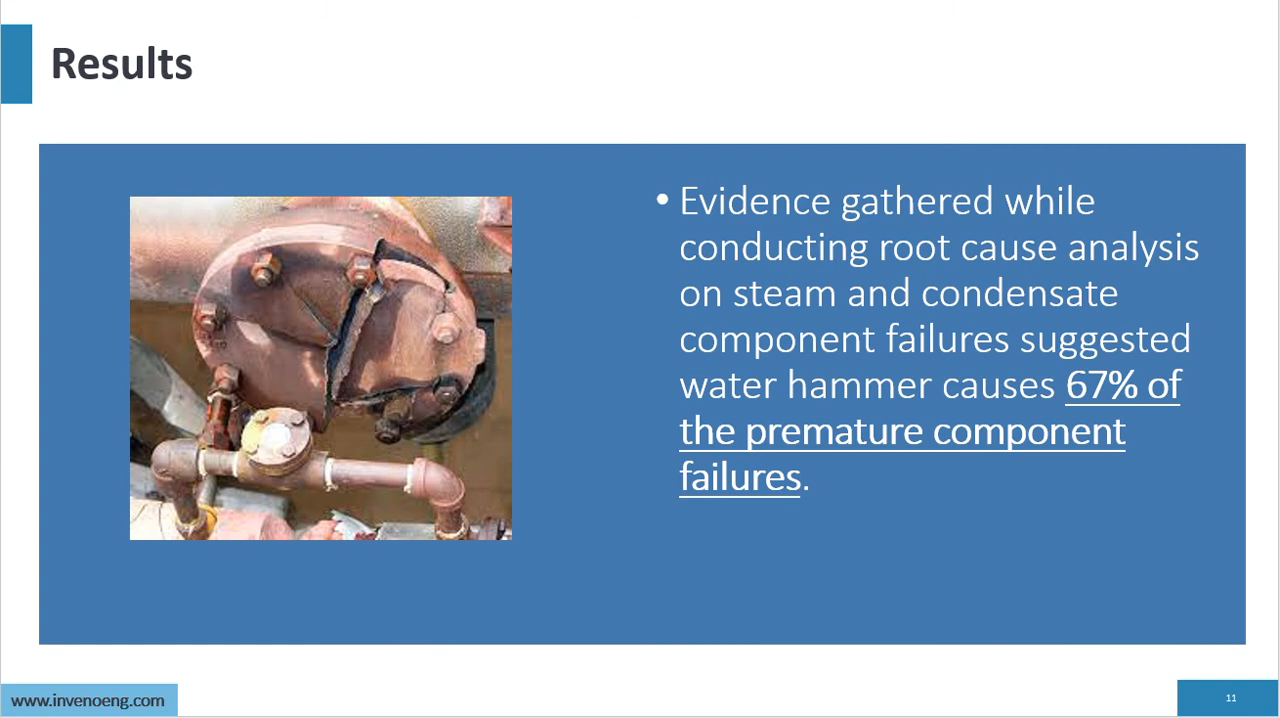 Results
• Evidence gathered while
conducting root cause analysis
on steam and condensate
component failures suggested
water hammer causes 67% of
the premature component
failures.
www.invenoeng.com
11